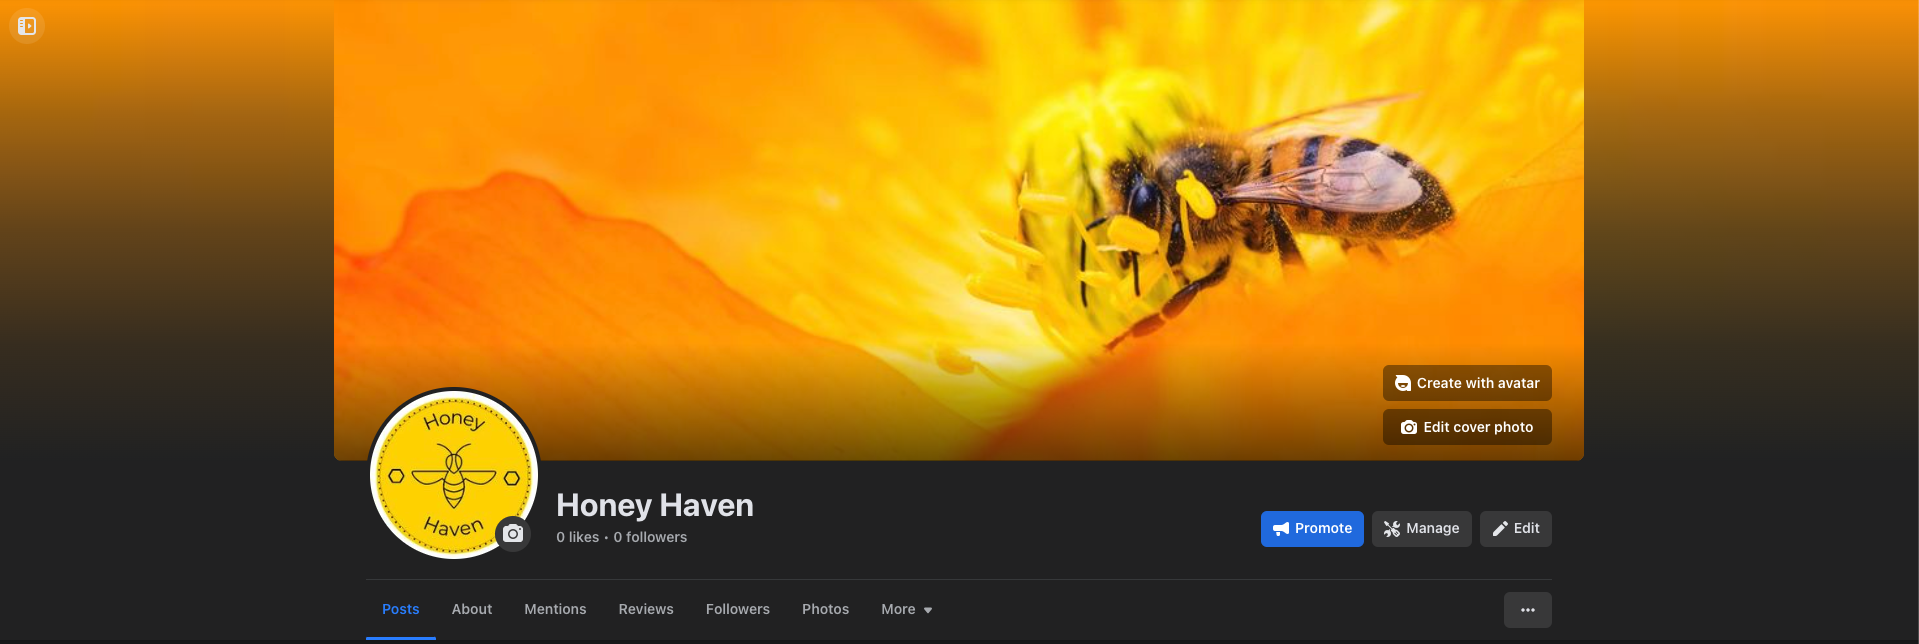 Create with avatar
Edit cover photo
Honey
Haven
Honey Haven
0 likes • 0 followers
Promote
Manage
Edit
Posts
About
Mentions
Reviews
Followers
Photos
More